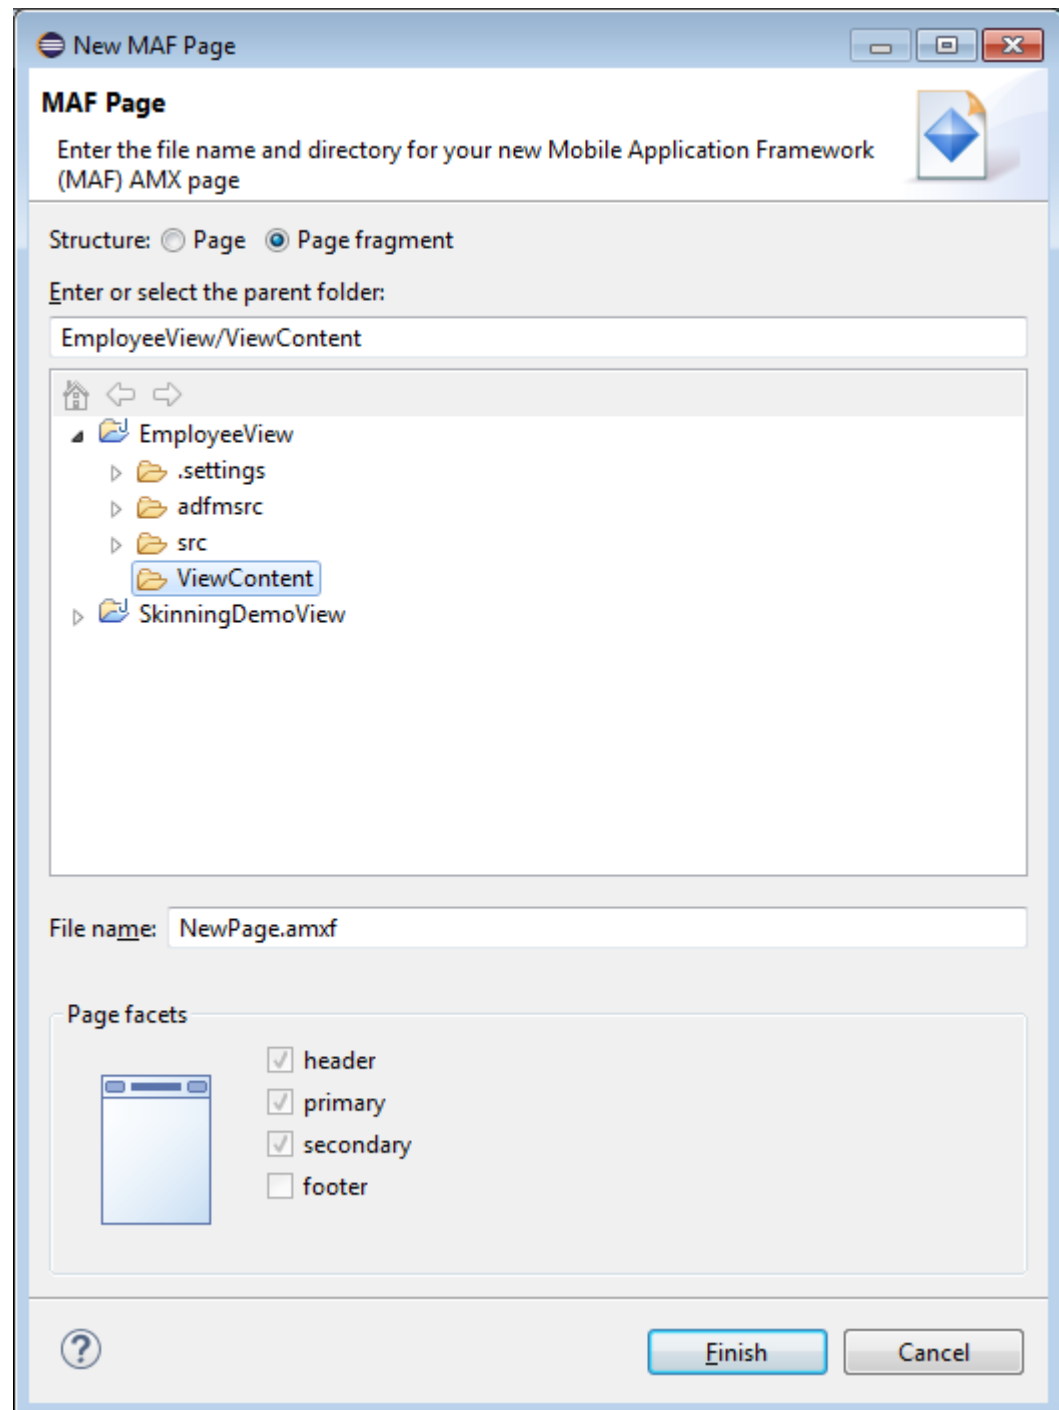 New MAF Page
MAF Page
Enter the file name and directory for your new Mobile Application Framework
(MAF) AMX page
Structure: Page Page fragment
Enter or select the parent folder:
EmployeeView/ViewContent
EmployeeView
.settings
adfmsrc
src
ViewContent
SkinningDemoView
File name: NewPage.amxf
Page facets
header
primary
secondary
footer
? Finish Cancel